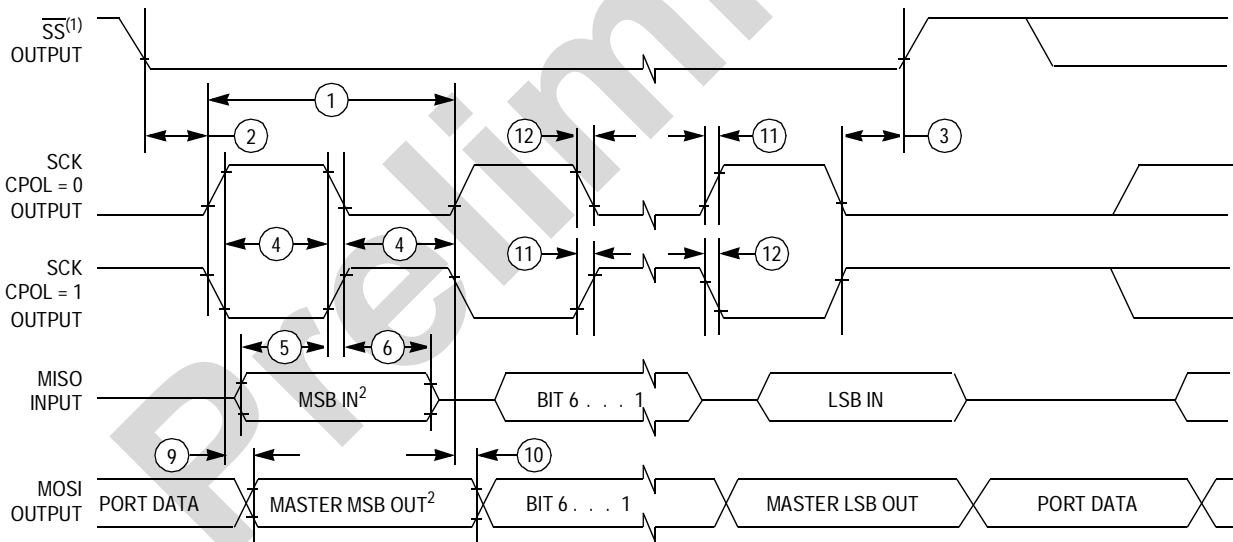 SS(1)
OUTPUT
1
2
12
11
3
SCK
CPOL = 0
OUTPUT
4
4
11
12
SCK
CPOL = 1
OUTPUT
5
6
MISO
INPUT
MSB IN2
BIT 6 . . . 1
LSB IN
9
10
MOSI
OUTPUT
PORT DATA
MASTER MSB OUT2
BIT 6 . . . 1
MASTER LSB OUT
PORT DATA
Prelim